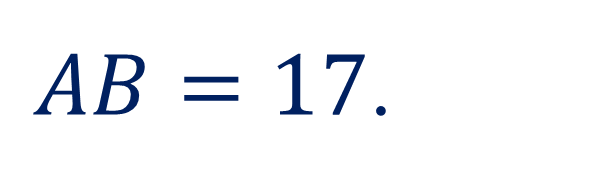 AB = 17.